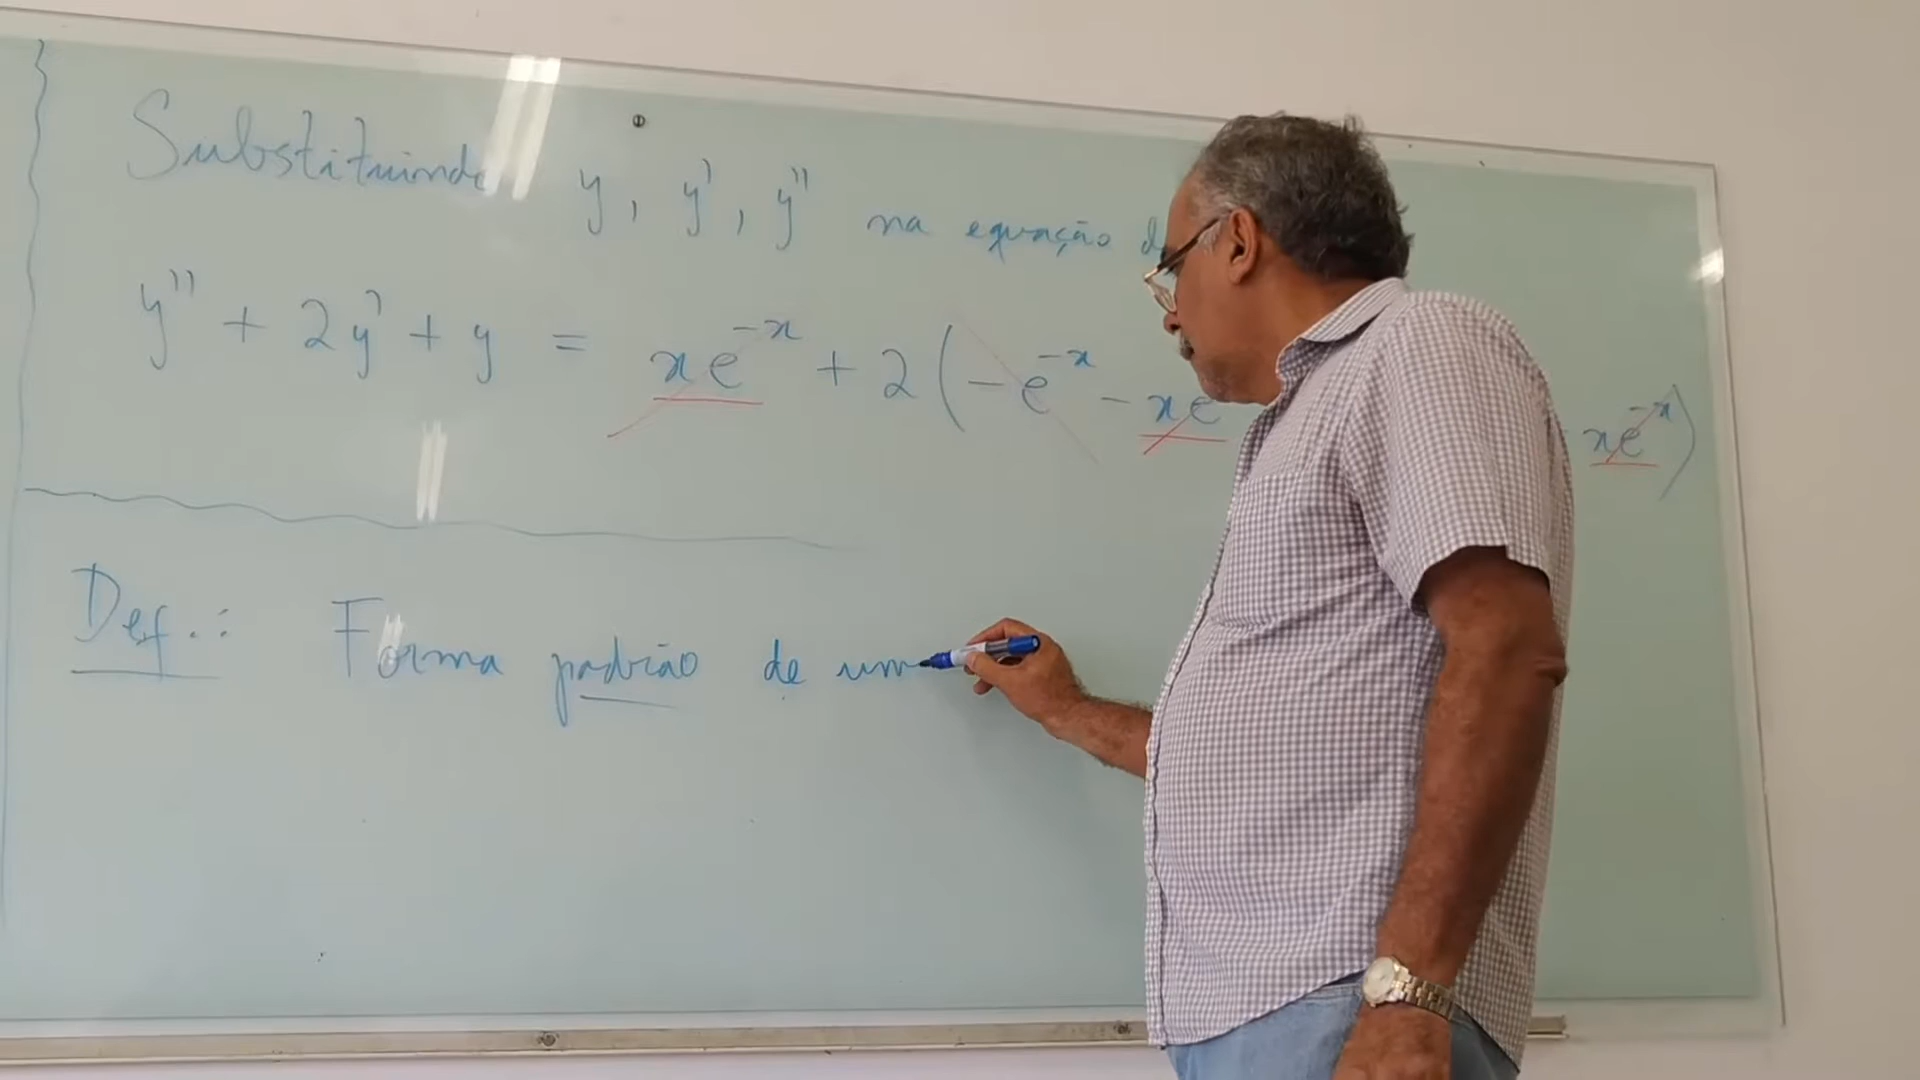 Substituindo y, y', y'' na equação
y'' + 2y' + y = xe^{-x} + 2(-e^{-x} - xe xe^{-x})
Def.: Forma padrão de um